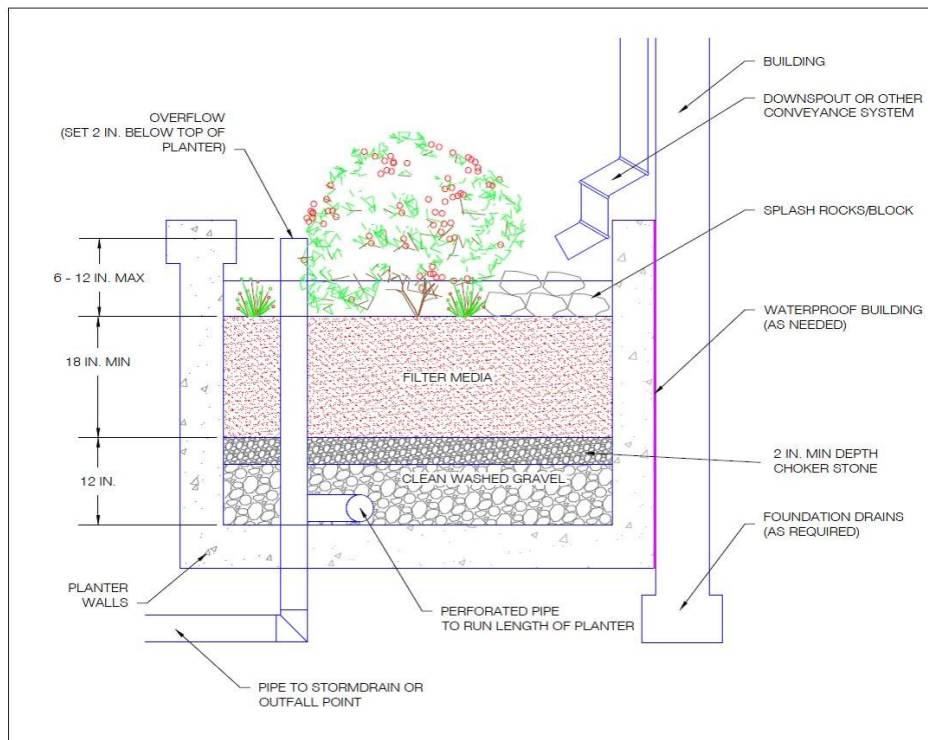 BUILDING
DOWNSPOUT OR OTHER
CONVEYANCE SYSTEM
OVERFLOW
(SET 2 IN. BELOW TOP OF
PLANTER)
SPLASH ROCKS/BLOCK
6 - 12 IN. MAX
WATERPROOF BUILDING
(AS NEEDED)
18 IN. MIN
FILTER MEDIA
2 IN. MIN DEPTH
CHOKER STONE
12 IN.
CLEAN WASHED GRAVEL
FOUNDATION DRAINS
(AS REQUIRED)
PLANTER
WALLS
PERFORATED PIPE
TO RUN LENGTH OF PLANTER
PIPE TO STORMDRAIN OR
OUTFALL POINT